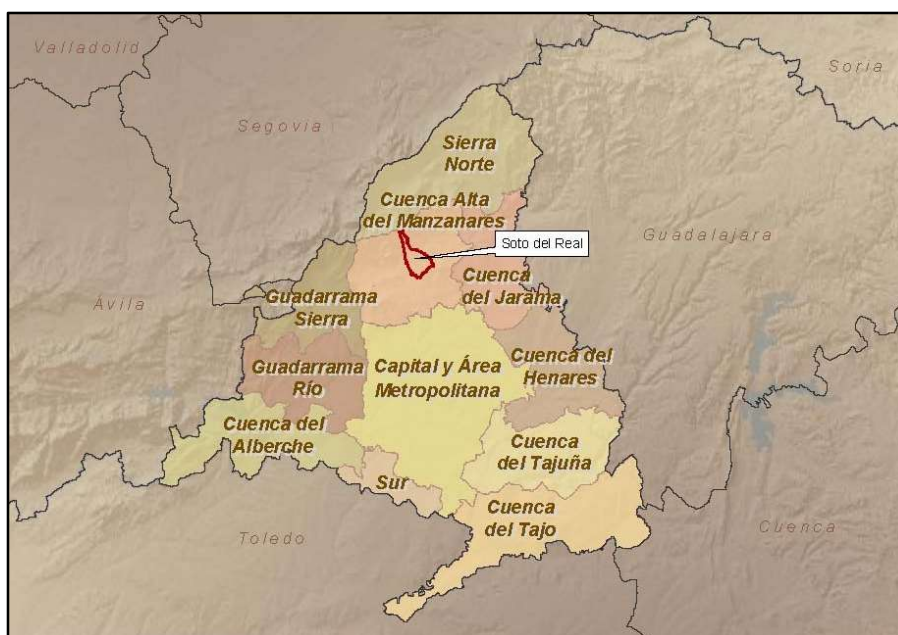 Valladolid
Soria
Segovia
Sierra
Norte
Cuenca Alta
del Manzanares
Soto del Real
Guadalajara
Cuenca
del Jarama
Ávila
Guadarrama
Sierra
Guadarrama
Río
Capital y Área
Metropolitana
Cuenca del
Henares
Cuenca del
Alberche
Cuenca
del Tajuña
Sur
Cuenca
del Tajo
Toledo
Cuenca